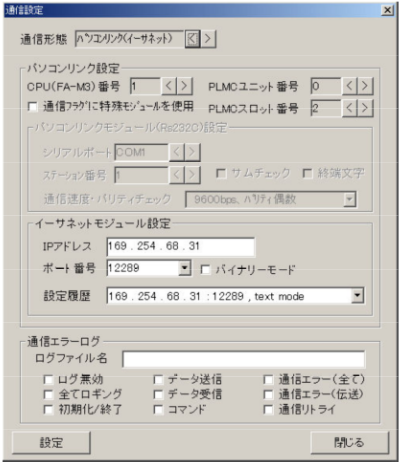 通信設定
通信形態 パソコンリンク(イーサネット) < >
パソコンリンク設定
CPU(FA-M3)番号 1 < > PLMCユニット番号 0 < >
通信フラグに特殊モジュールを使用 PLMCスロット番号 2 < >
パソコンリンクモジュール(Rs232C)設定
シリアルポート COM1 < >
ステーション番号 1 < > サムチェック 終端文字
通信速度・パリティチェック 9600bps、パリティ偶数
イーサネットモジュール設定
IPアドレス 169 . 254 . 68 . 31
ポート番号 12289 バイナリーモード
設定履歴 169 . 254 . 68 . 31 : 12289 , text mode
通信エラーログ
ログファイル名
ログ無効 データ送信 通信エラー(全て)
全てロギング データ受信 通信エラー(伝送)
初期化/終了 コマンド 通信リトライ
設定 閉じる